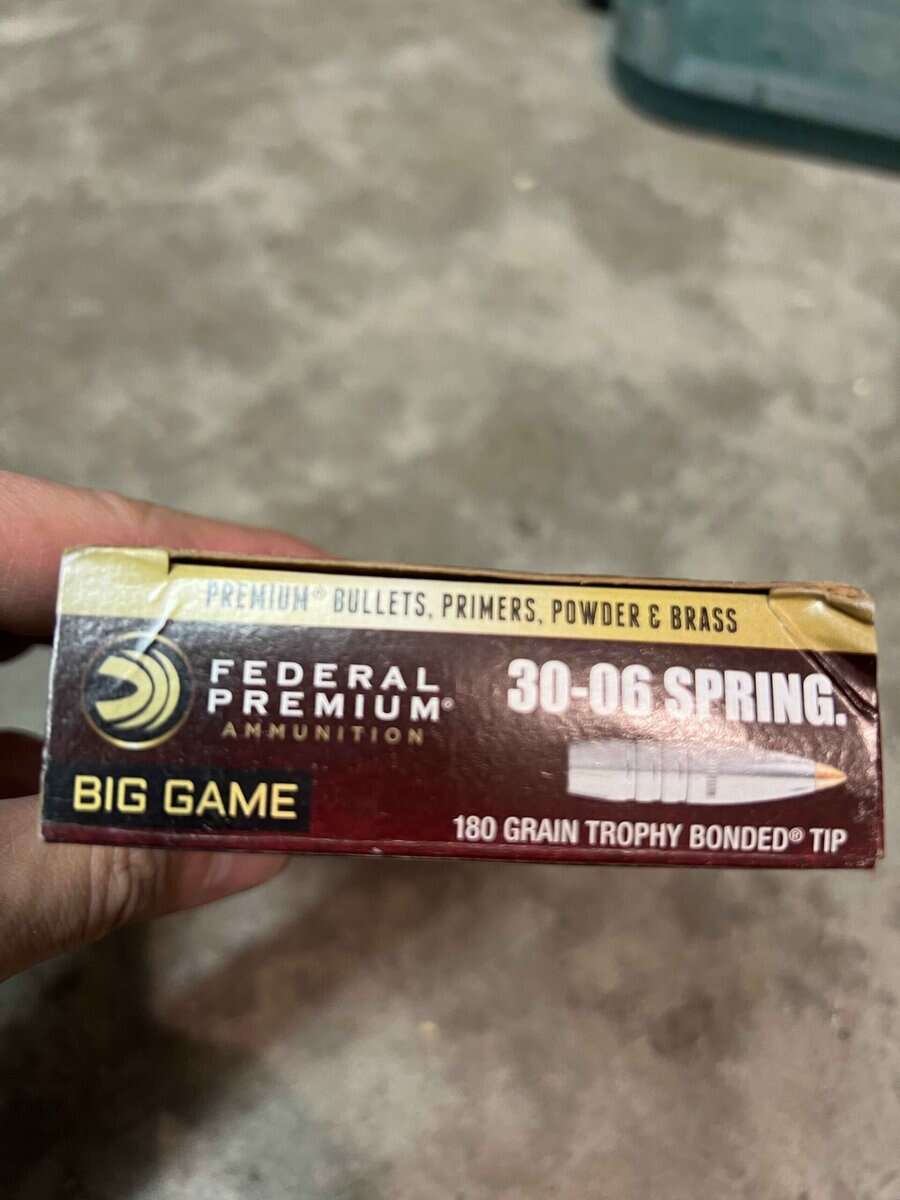 PREMIUM® BULLETS, PRIMERS, POWDER & BRASS
FEDERAL
PREMIUM®
AMMUNITION
30-06 SPRING.
BIG GAME
180 GRAIN TROPHY BONDED® TIP